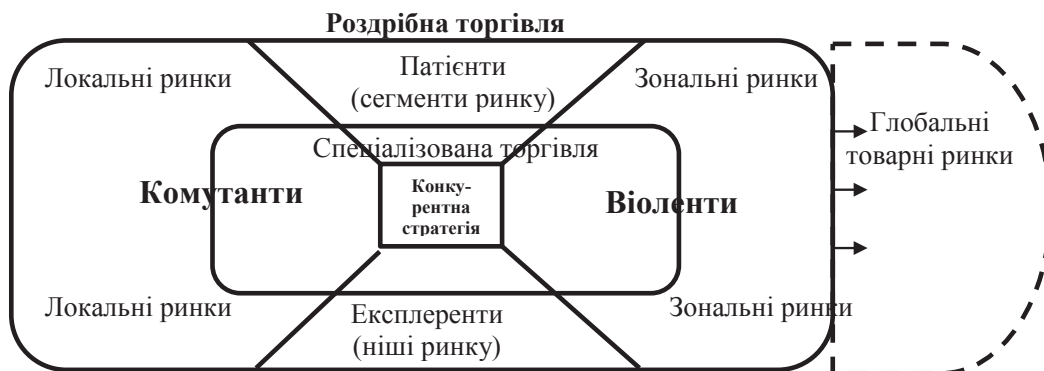 Роздрібна торгівля
Локальні ринки
Патієнти
(сегменти ринку)
Зональні ринки
Глобальні
товарні ринки
Спеціалізована торгівля
Комутанти
Конку-
рентна
стратегія
Віоленти
Локальні ринки
Експлеренти
(ніші ринку)
Зональні ринки